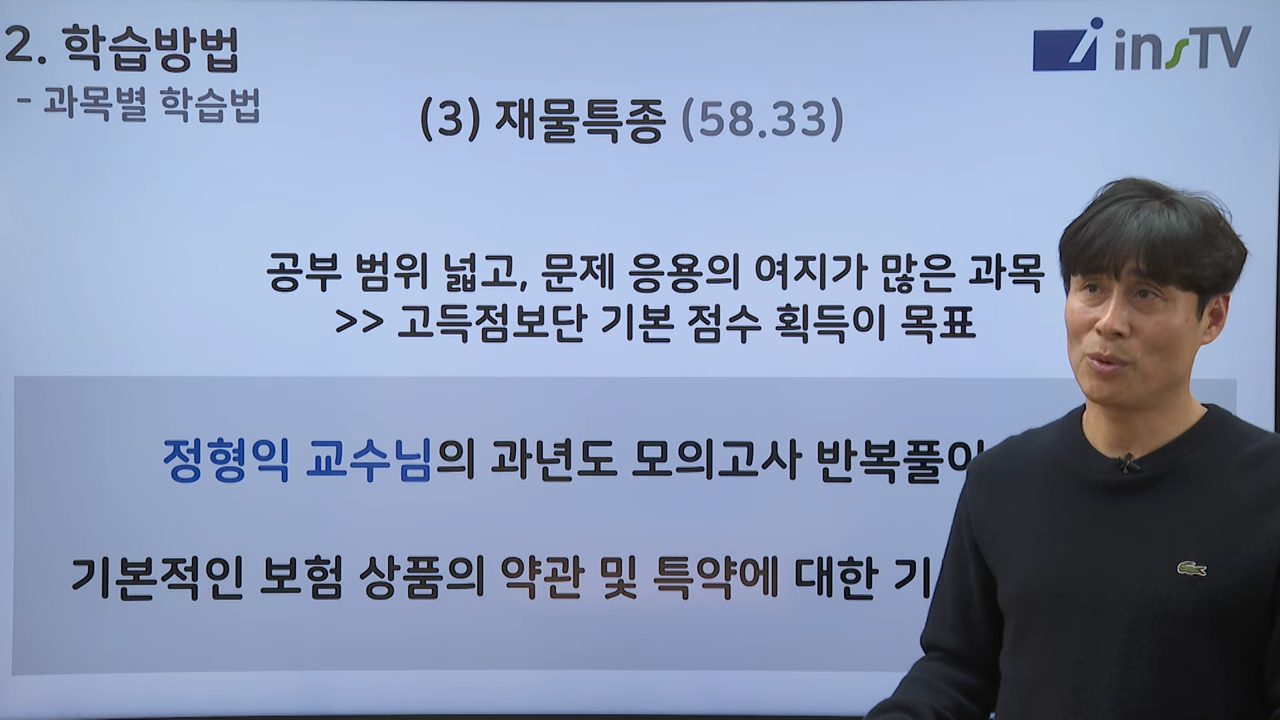 2. 학습방법
- 과목별 학습법
insTV
(3) 재물특종 (58.33)
공부 범위 넓고, 문제 응용의 여지가 많은 과목
>> 고득점보단 기본 점수 획득이 목표
정형익 교수님의 과년도 모의고사 반복풀이
기본적인 보험 상품의 약관 및 특약에 대한 기